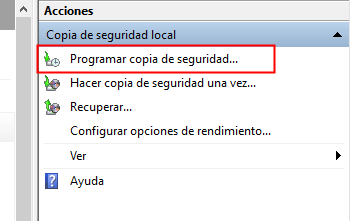 Acciones
Copia de seguridad local
Programar copia de seguridad...
Hacer copia de seguridad una vez...
Recuperar...
Configurar opciones de rendimiento...
Ver
Ayuda